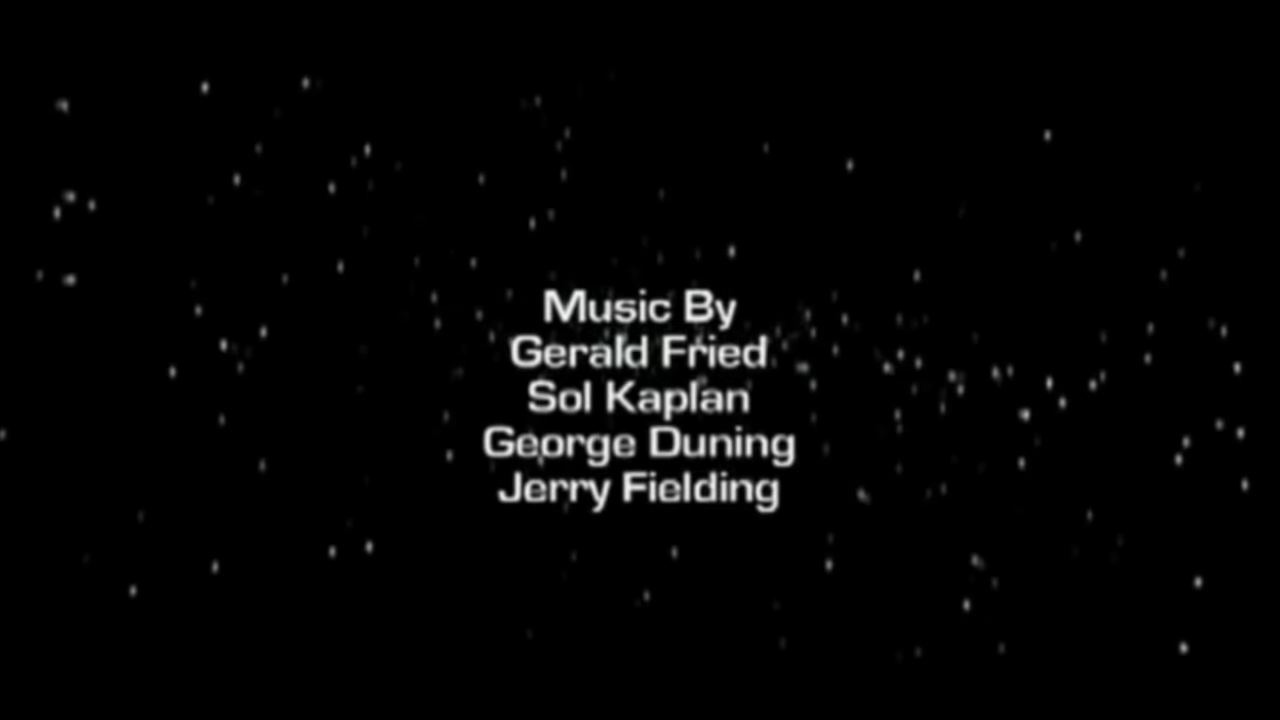 Music By
Gerald Fried
Sol Kaplan
George Duning
Jerry Fielding